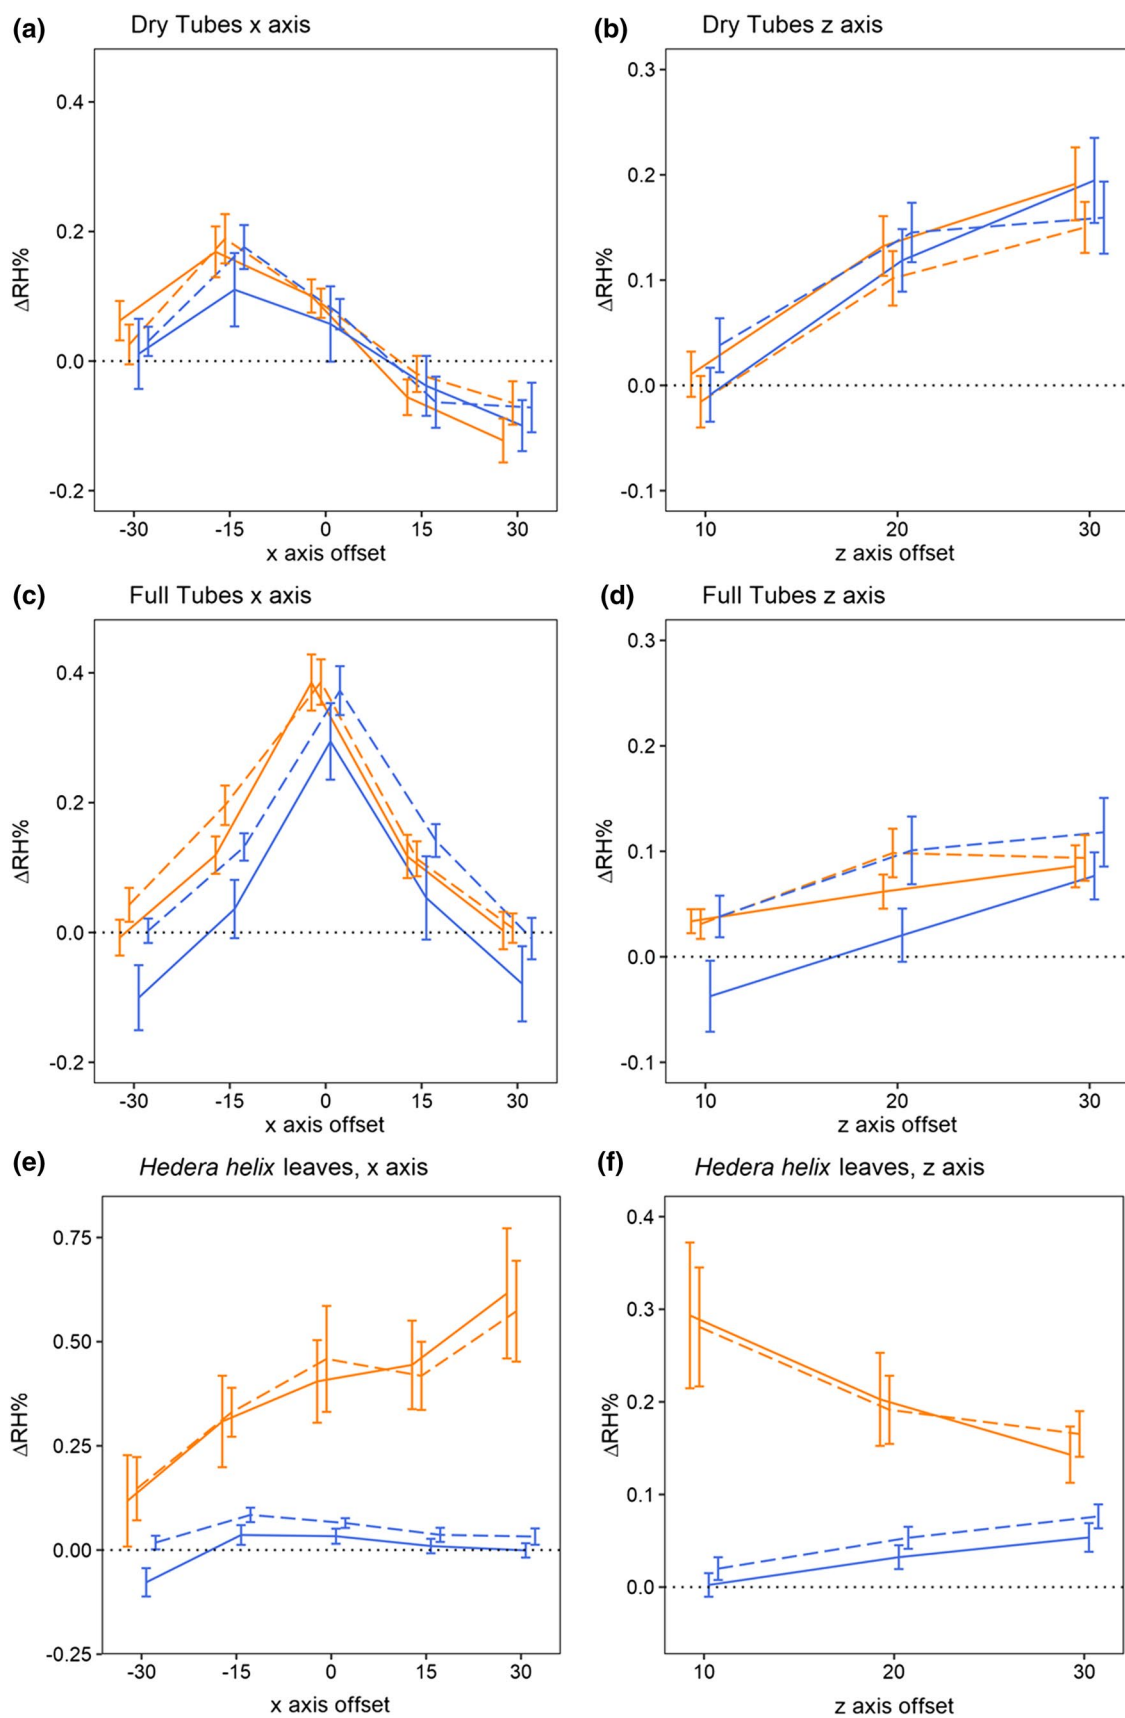 (a) Dry Tubes x axis
ΔRH%
0.4
0.2
0.0
-0.2
-30 -15 0 15 30
x axis offset
(b) Dry Tubes z axis
ΔRH%
0.3
0.2
0.1
0.0
-0.1
10 20 30
z axis offset
(c) Full Tubes x axis
ΔRH%
0.4
0.2
0.0
-0.2
-30 -15 0 15 30
x axis offset
(d) Full Tubes z axis
ΔRH%
0.3
0.2
0.1
0.0
-0.1
10 20 30
z axis offset
(e) Hedera helix leaves, x axis
ΔRH%
0.75
0.50
0.25
0.00
-0.25
-30 -15 0 15 30
x axis offset
(f) Hedera helix leaves, z axis
ΔRH%
0.4
0.3
0.2
0.1
0.0
10 20 30
z axis offset